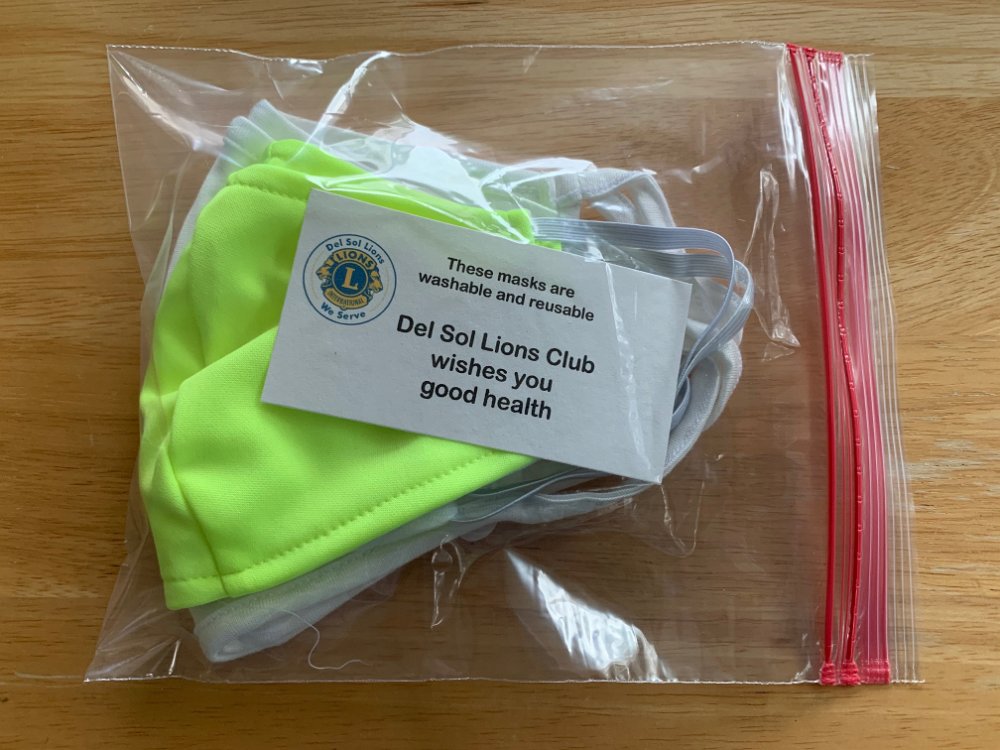 Del Sol Lions
LIONS
L
INTERNATIONAL
We Serve
These masks are
washable and reusable
Del Sol Lions Club
wishes you
good health